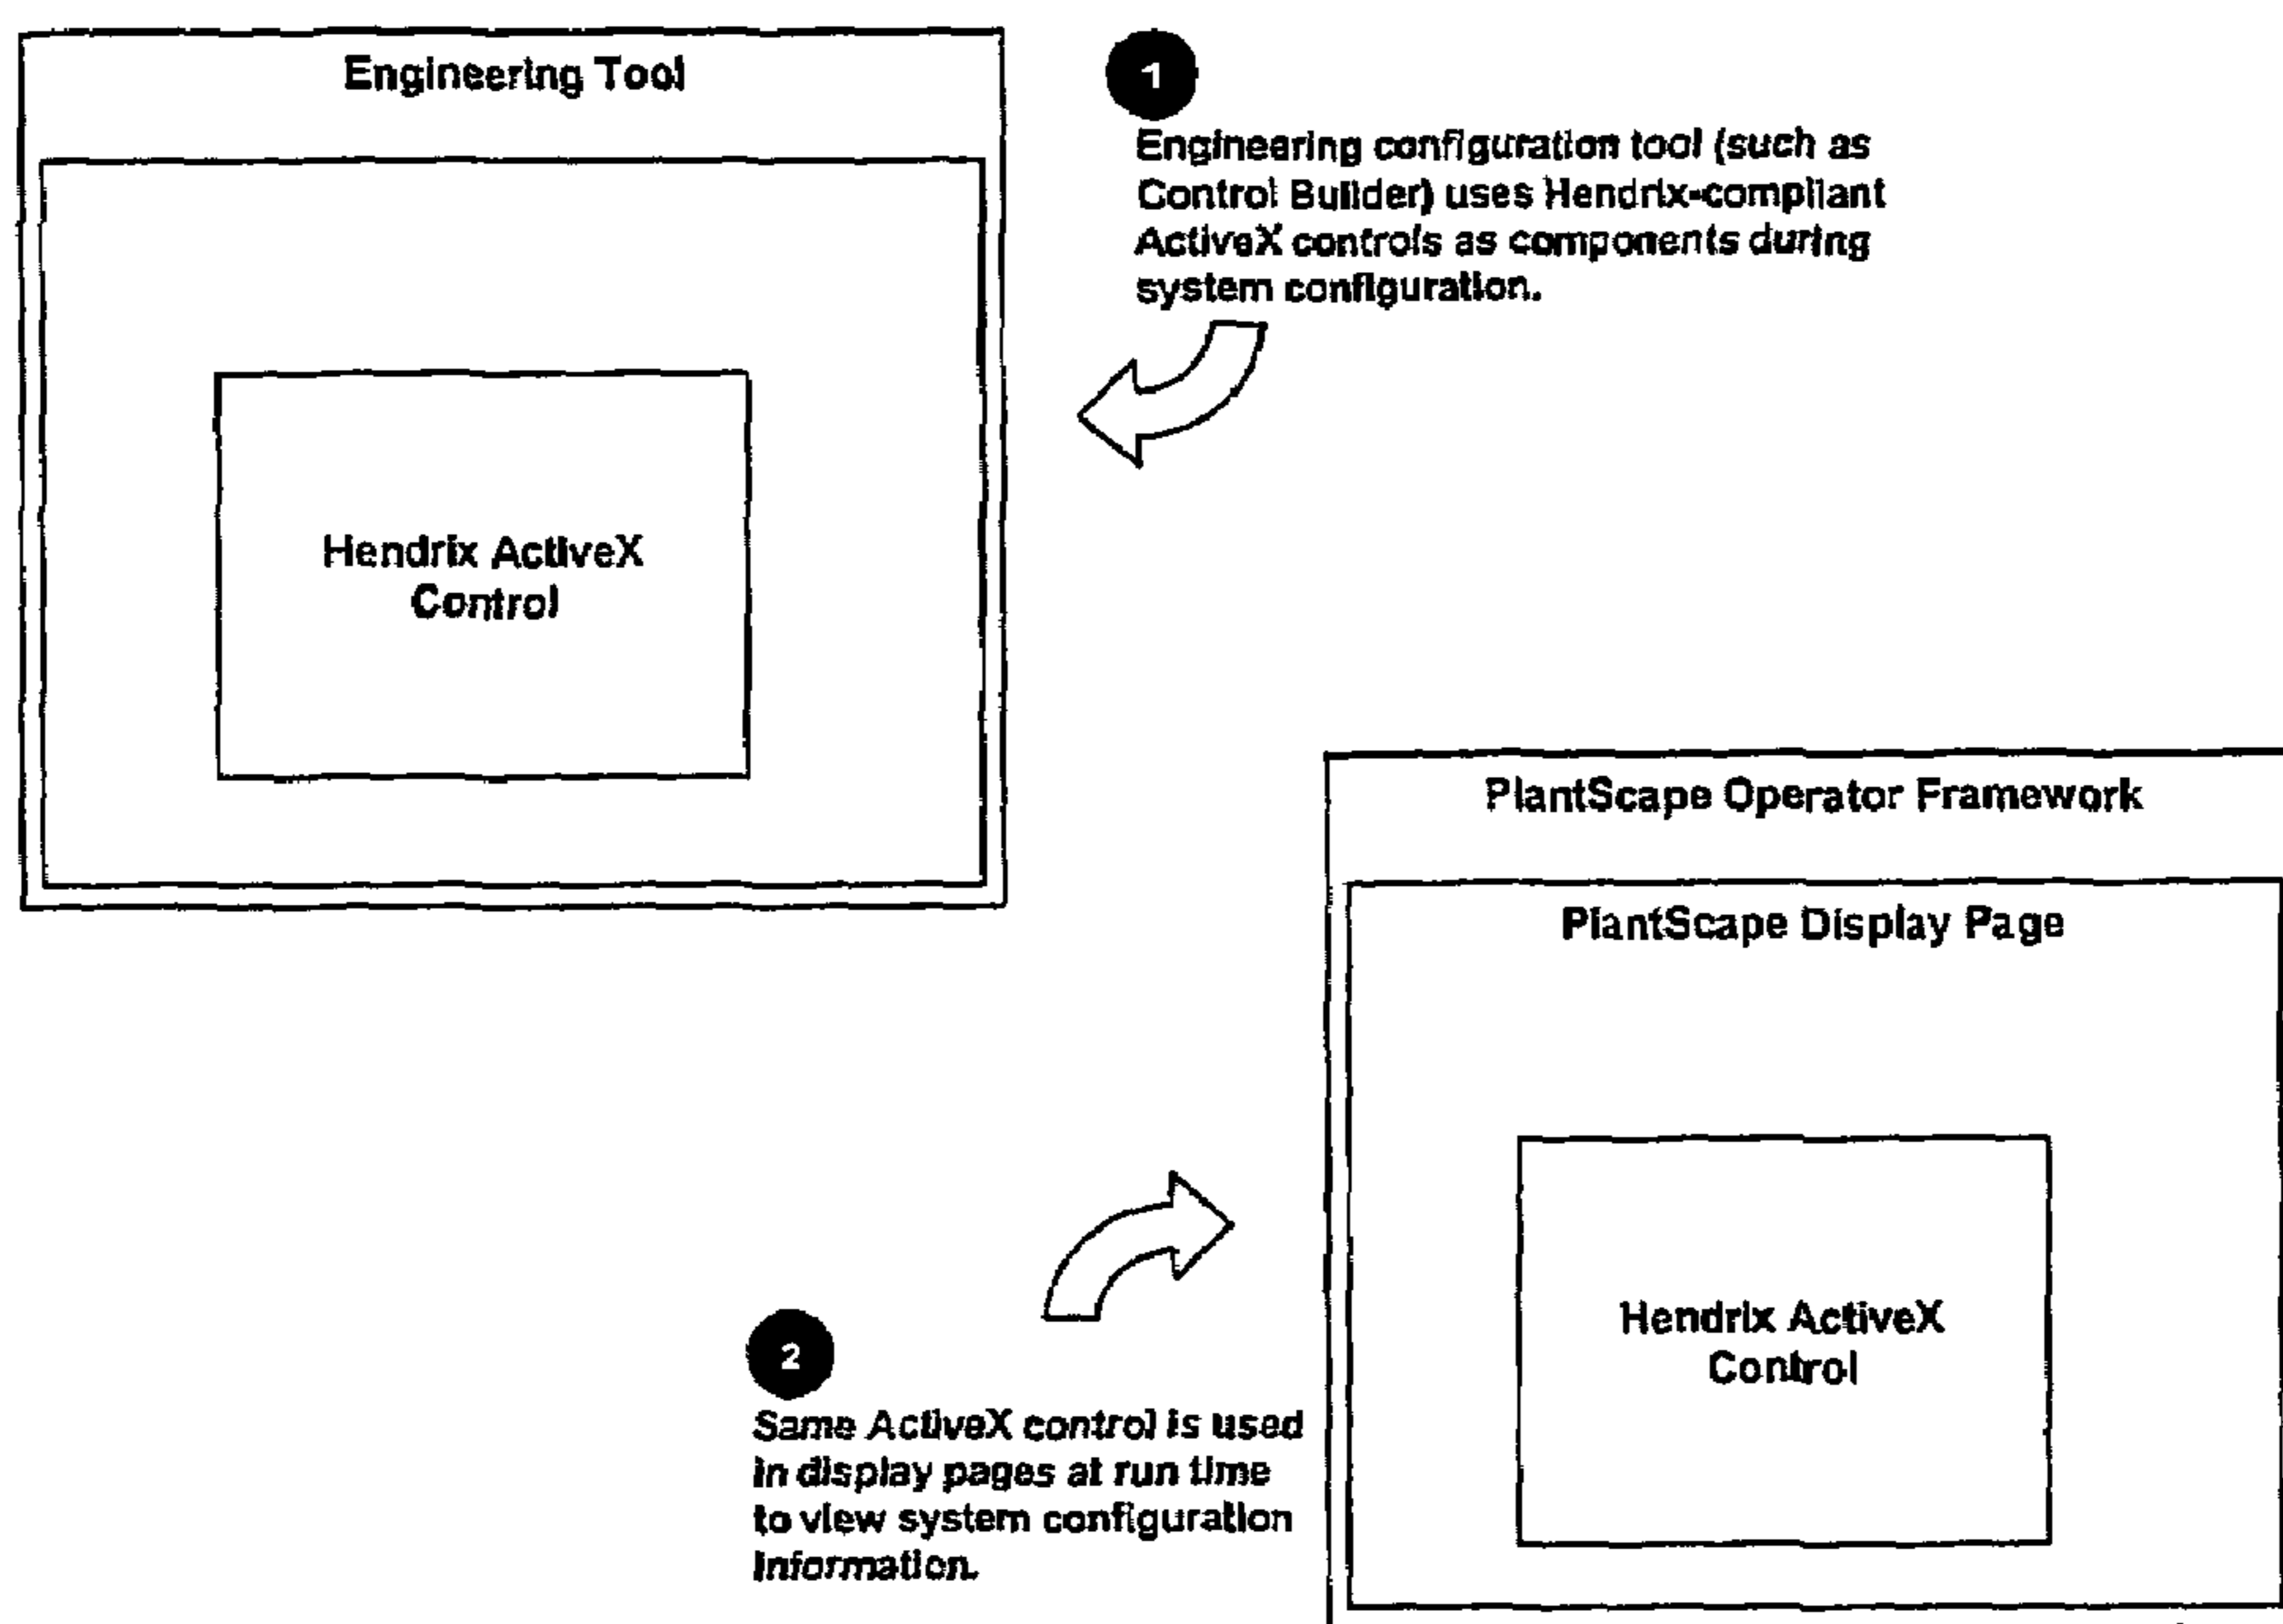 Engineering Tool
1
Engineering configuration tool (such as
Control Builder) uses Hendrix-compliant
ActiveX controls as components during
system configuration.
Hendrix ActiveX
Control
PlantScape Operator Framework
PlantScape Display Page
Hendrix ActiveX
Control
2
Same ActiveX control is used
in display pages at run time
to view system configuration
information.